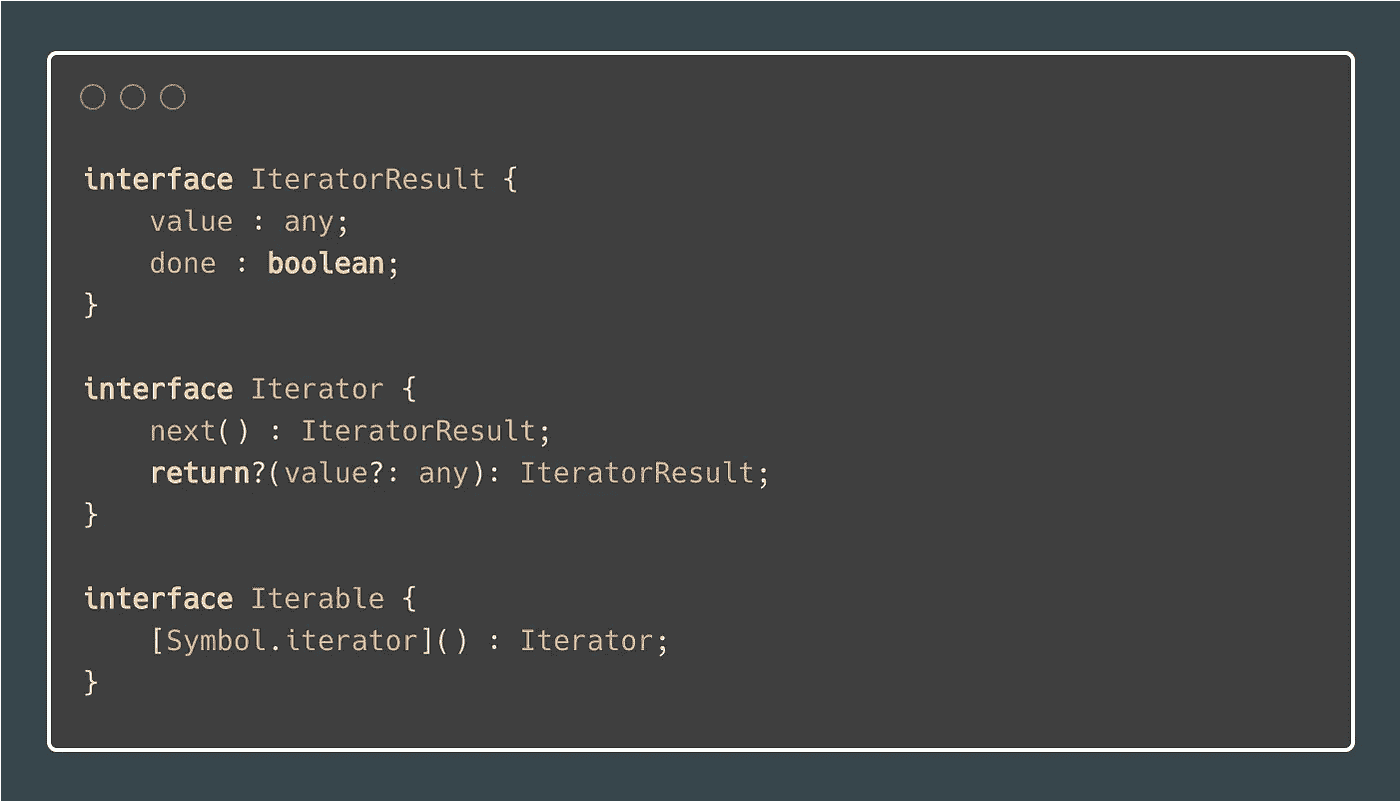 interface IteratorResult {
    value : any;
    done : boolean;
}

interface Iterator {
    next() : IteratorResult;
    return?(value?: any): IteratorResult;
}

interface Iterable {
    [Symbol.iterator]() : Iterator;
}